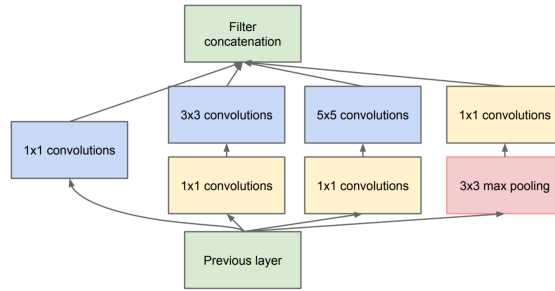 Filter
concatenation
3x3 convolutions
5x5 convolutions
1x1 convolutions
1x1 convolutions
1x1 convolutions
1x1 convolutions
3x3 max pooling
Previous layer